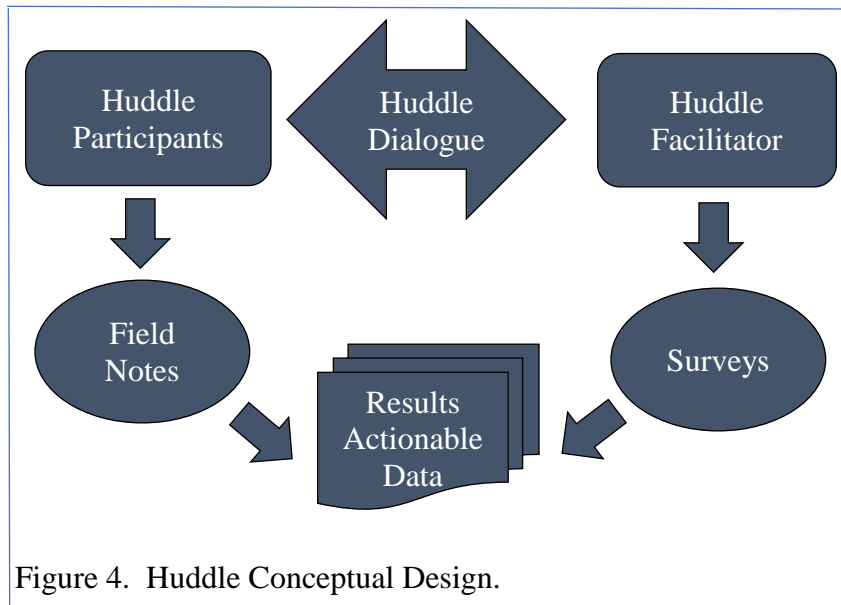 Huddle
Participants
Huddle
Dialogue
Huddle
Facilitator
Field
Notes
Surveys
Results
Actionable
Data
Figure 4.  Huddle Conceptual Design.